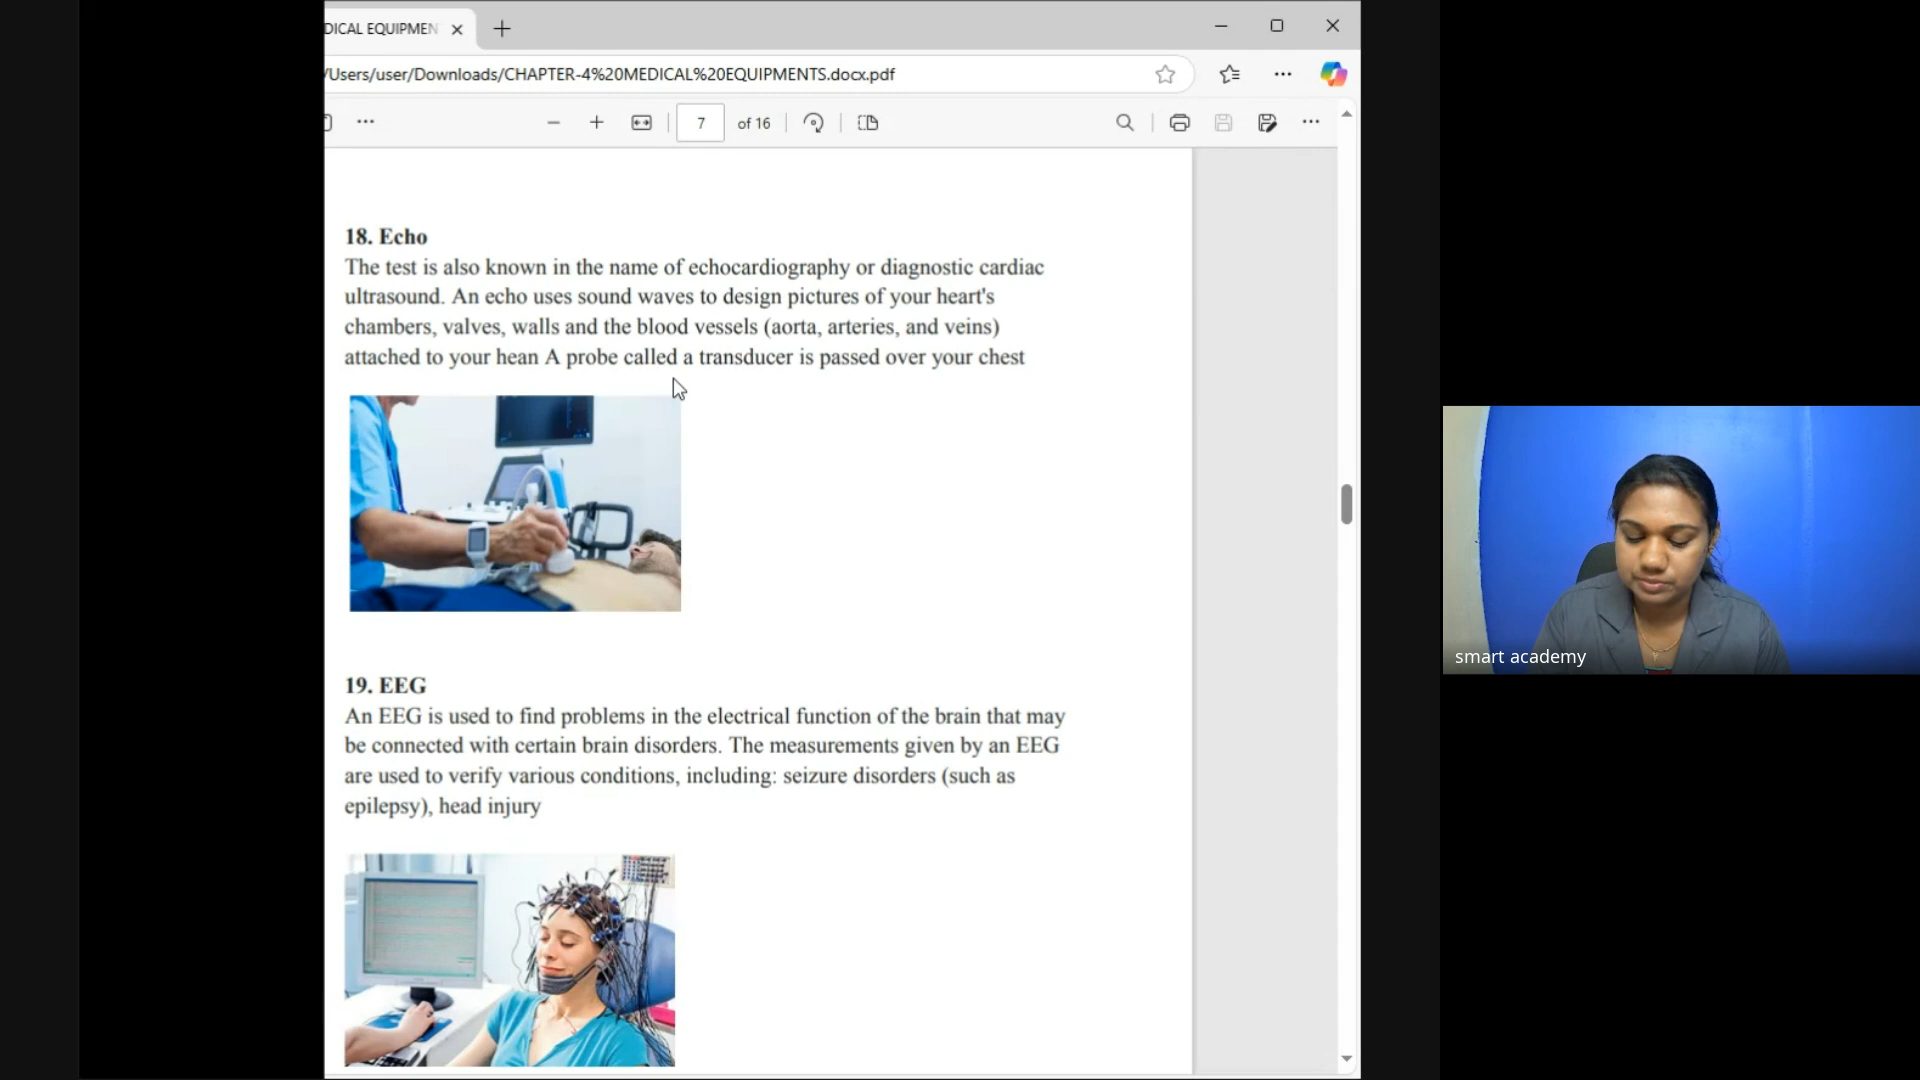 DICAL EQUIPMEN
/Users/user/Downloads/CHAPTER-4%20MEDICAL%20EQUIPMENTS.docx.pdf
7 of 16
18. Echo
The test is also known in the name of echocardiography or diagnostic cardiac
ultrasound. An echo uses sound waves to design pictures of your heart's
chambers, valves, walls and the blood vessels (aorta, arteries, and veins)
attached to your hean A probe called a transducer is passed over your chest
19. EEG
An EEG is used to find problems in the electrical function of the brain that may
be connected with certain brain disorders. The measurements given by an EEG
are used to verify various conditions, including: seizure disorders (such as
epilepsy), head injury
smart academy